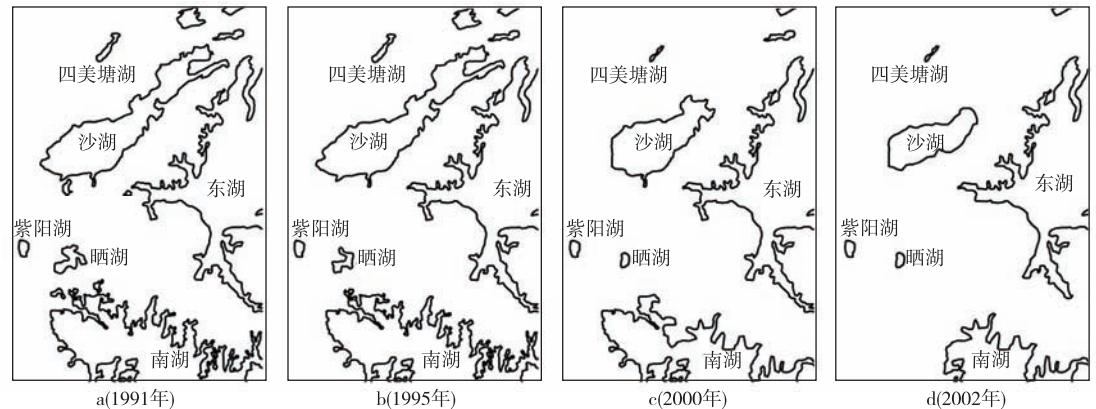 四美塘湖
沙湖
东湖
紫阳湖
晒湖
南湖
a(1991年)
四美塘湖
沙湖
东湖
紫阳湖
晒湖
南湖
b(1995年)
四美塘湖
沙湖
东湖
紫阳湖
晒湖
南湖
c(2000年)
四美塘湖
沙湖
东湖
紫阳湖
晒湖
南湖
d(2002年)